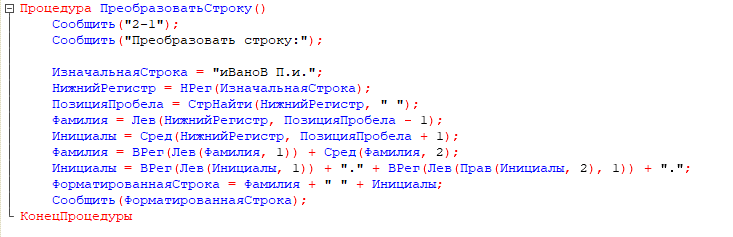 Процедура ПреобразоватьСтроку()
Сообщить("2-1");
Сообщить("Преобразовать строку:");
ИзначальнаяСтрока = "иВаноВ П.и.";
НижнийРегистр = НРег(ИзначальнаяСтрока);
ПозицияПробела = СтрНайти(НижнийРегистр, " ");
Фамилия = Лев(НижнийРегистр, ПозицияПробела - 1);
Инициалы = Сред(НижнийРегистр, ПозицияПробела + 1);
Фамилия = ВРег(Лев(Фамилия, 1)) + Сред(Фамилия, 2);
Инициалы = ВРег(Лев(Инициалы, 1)) + "." + ВРег(Лев(Прав(Инициалы, 2), 1)) + ".";
ФорматированнаяСтрока = Фамилия + " " + Инициалы;
Сообщить(ФорматированнаяСтрока);
КонецПроцедуры